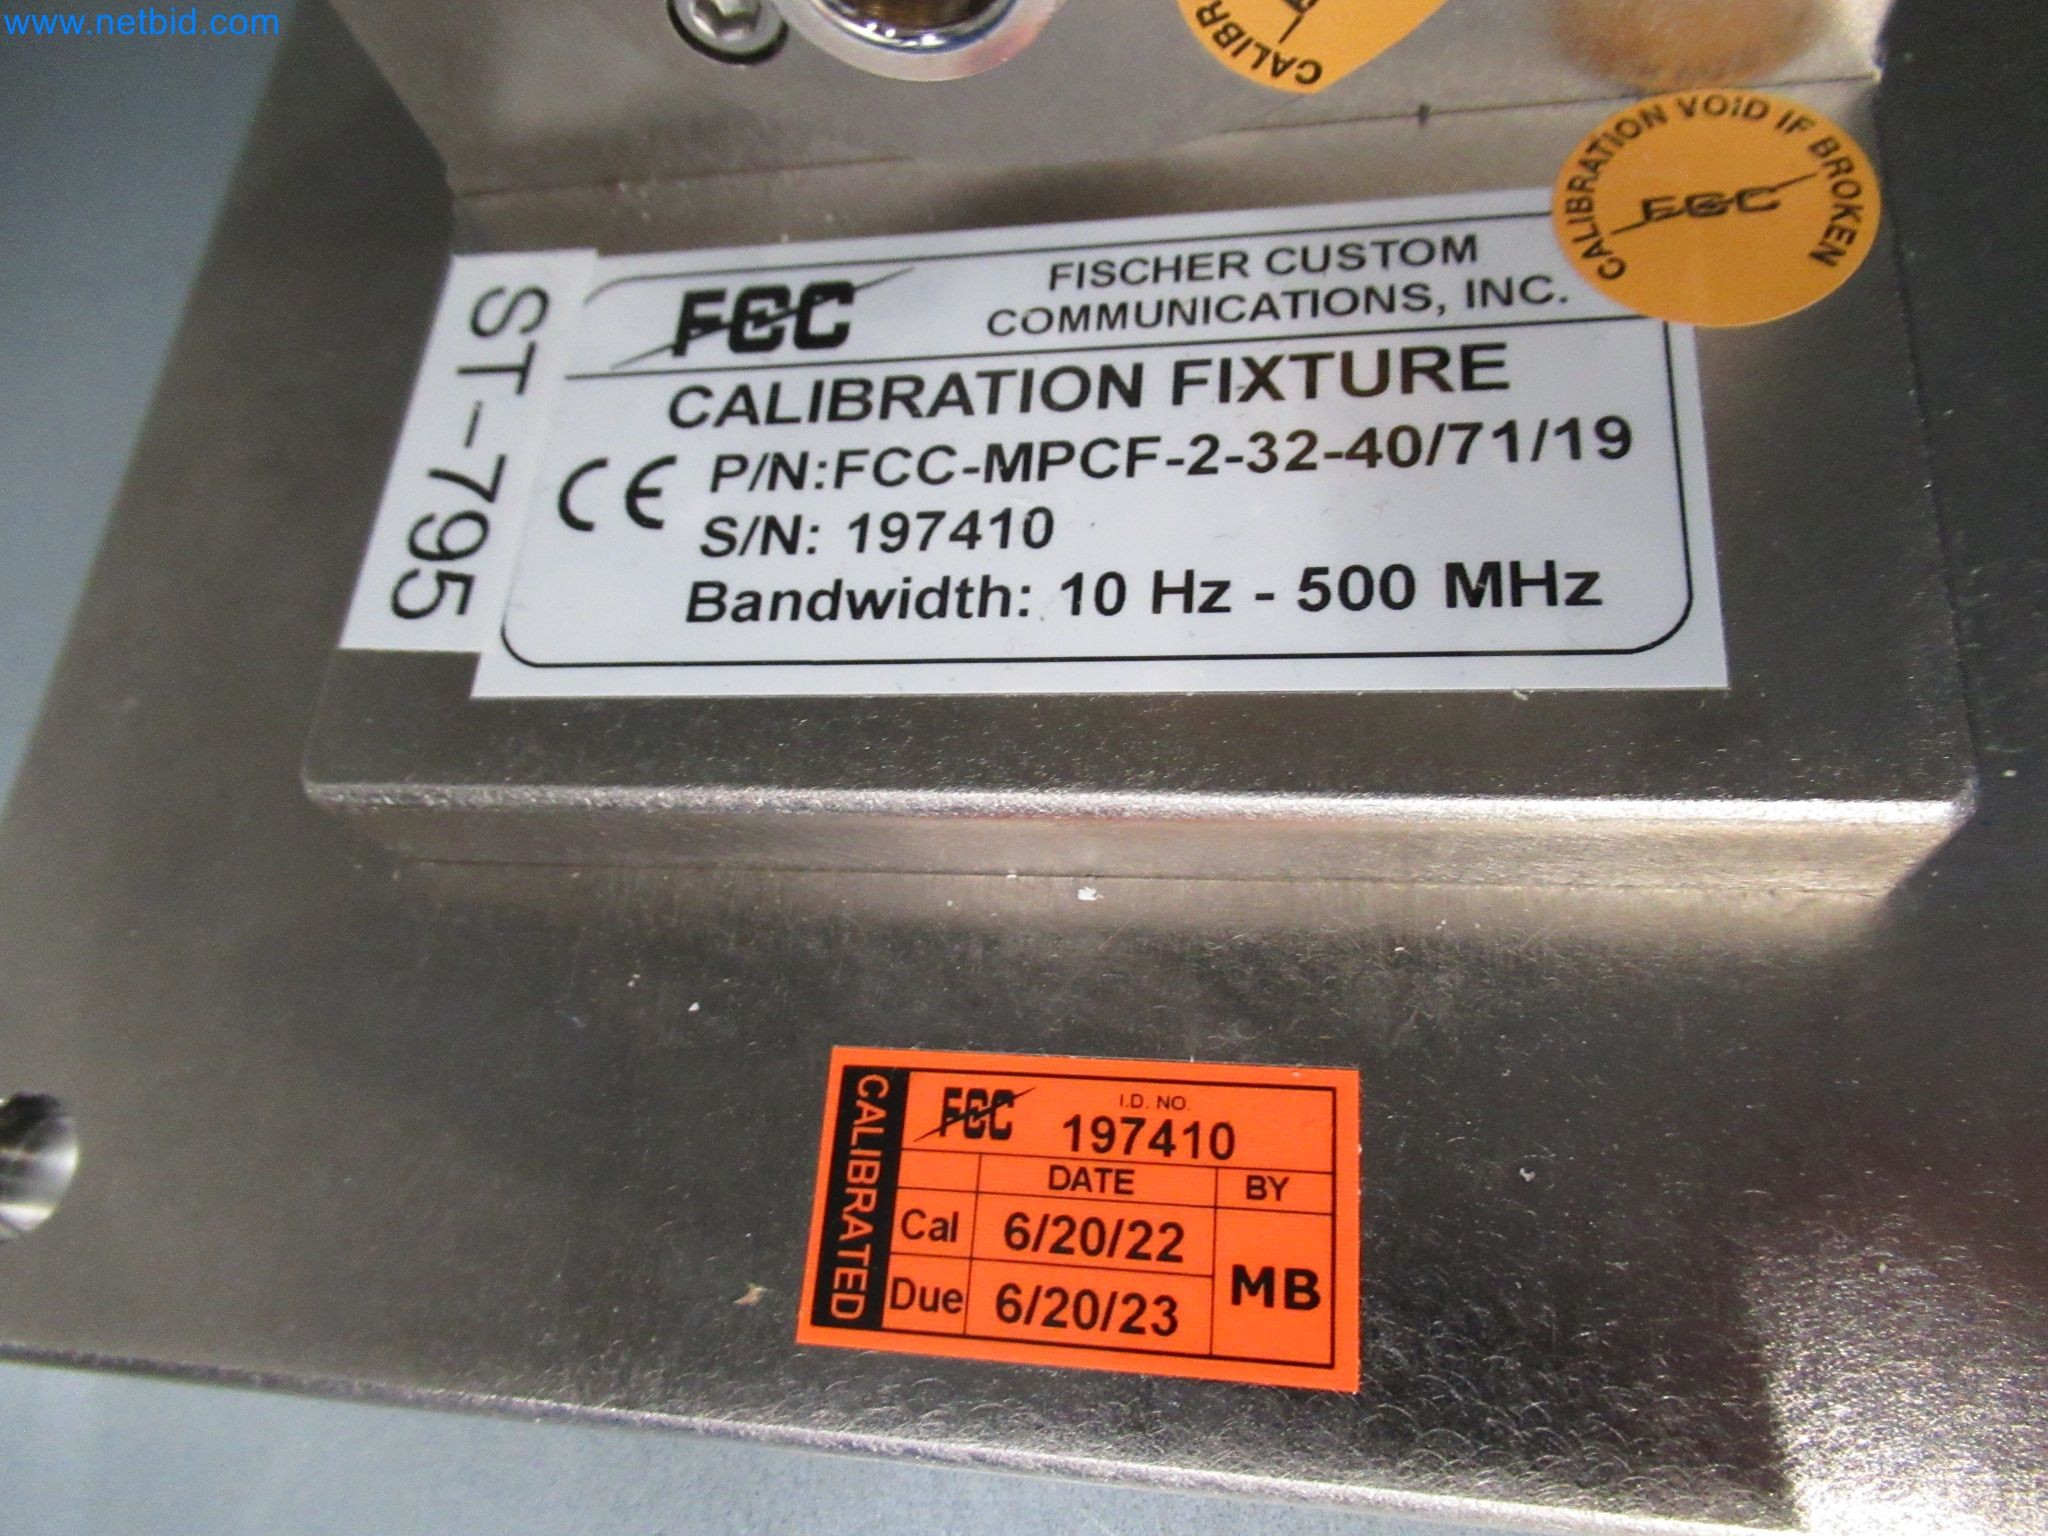 www.netbid.com
CALIBR
CALIBRATION VOID IF BROKEN
FCC
ST-795
FCC
FISCHER CUSTOM
COMMUNICATIONS, INC.
CALIBRATION FIXTURE
CE
P/N:FCC-MPCF-2-32-40/71/19
S/N: 197410
Bandwidth: 10 Hz - 500 MHz
CALIBRATED
FCC
I.D. NO.
197410
DATE BY
Cal 6/20/22
Due 6/20/23
MB